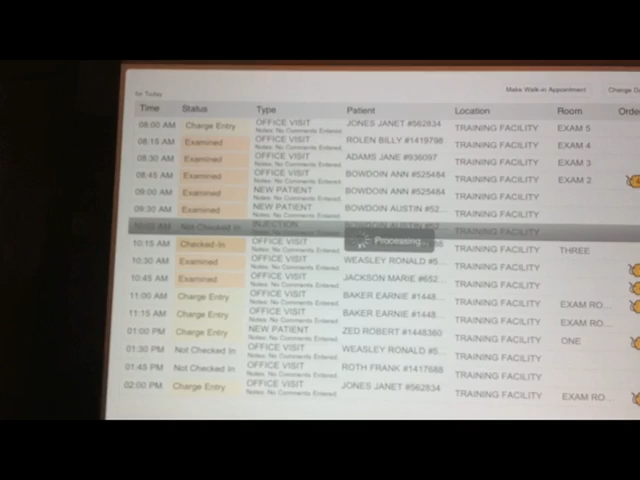 for Today
Make Walk-in Appointment
Time Status Type Patient Location Room
08:00 AM Charge Entry OFFICE VISIT JONES JANET #562834 TRAINING FACILITY EXAM 5
Notes: No Comments Entered
08:15 AM Examined OFFICE VISIT ROLEN BILLY #1419798 TRAINING FACILITY EXAM 4
Notes: No Comments Entered
08:30 AM Examined OFFICE VISIT ADAMS JANE #936097 TRAINING FACILITY EXAM 3
Notes: No Comments Entered
08:45 AM Examined OFFICE VISIT BOWDOIN ANN #525484 TRAINING FACILITY EXAM 2
Notes: No Comments Entered
09:00 AM Examined NEW PATIENT BOWDOIN ANN #525484 TRAINING FACILITY
Notes: No Comments Entered
09:30 AM Examined NEW PATIENT BOWDOIN AUSTIN #52... TRAINING FACILITY
Notes: No Comments Entered
Not Checked In INJECTION BOWDOIN AUSTIN TRAINING FACILITY
Processing...
10:15 AM Checked-In OFFICE VISIT TRAINING FACILITY THREE
Notes: No Comments Entered
10:30 AM Examined OFFICE VISIT WEASLEY RONALD #5... TRAINING FACILITY
Notes: No Comments Entered
10:45 AM Examined OFFICE VISIT JACKSON MARIE #652... TRAINING FACILITY
Notes: No Comments Entered
11:00 AM Charge Entry OFFICE VISIT BAKER EARNIE #1448... TRAINING FACILITY EXAM RO...
Notes: No Comments Entered
11:15 AM Charge Entry OFFICE VISIT BAKER EARNIE #1448... TRAINING FACILITY EXAM RO...
Notes: No Comments Entered
01:00 PM Charge Entry NEW PATIENT ZED ROBERT #1448360 TRAINING FACILITY ONE
Notes: No Comments Entered
01:30 PM Not Checked In OFFICE VISIT WEASLEY RONALD #5... TRAINING FACILITY
Notes: No Comments Entered
01:45 PM Not Checked In OFFICE VISIT ROTH FRANK #1417688 TRAINING FACILITY
Notes: No Comments Entered
02:00 PM Charge Entry OFFICE VISIT JONES JANET #562834 TRAINING FACILITY EXAM RO...
Notes: No Comments Entered